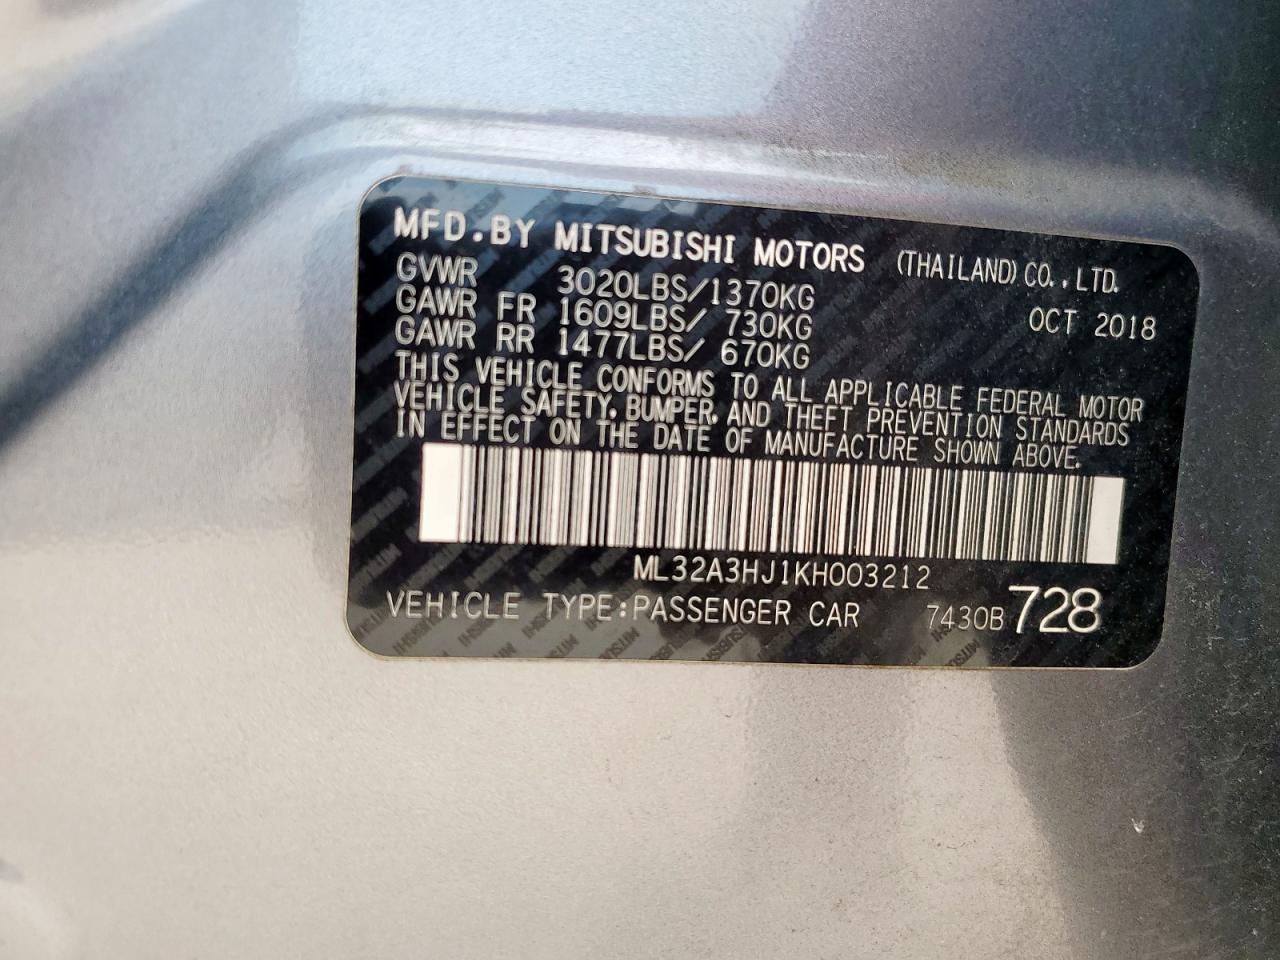 MFD.BY MITSUBISHI MOTORS (THAILAND) CO.,LTD.
GVWR 3020LBS/1370KG
GAWR FR 1609LBS/ 730KG OCT 2018
GAWR RR 1477LBS/ 670KG
THIS VEHICLE CONFORMS TO ALL APPLICABLE FEDERAL MOTOR
VEHICLE SAFETY, BUMPER, AND THEFT PREVENTION STANDARDS
IN EFFECT ON THE DATE OF MANUFACTURE SHOWN ABOVE.
ML32A3HJ1KH003212
VEHICLE TYPE:PASSENGER CAR 7430B 728